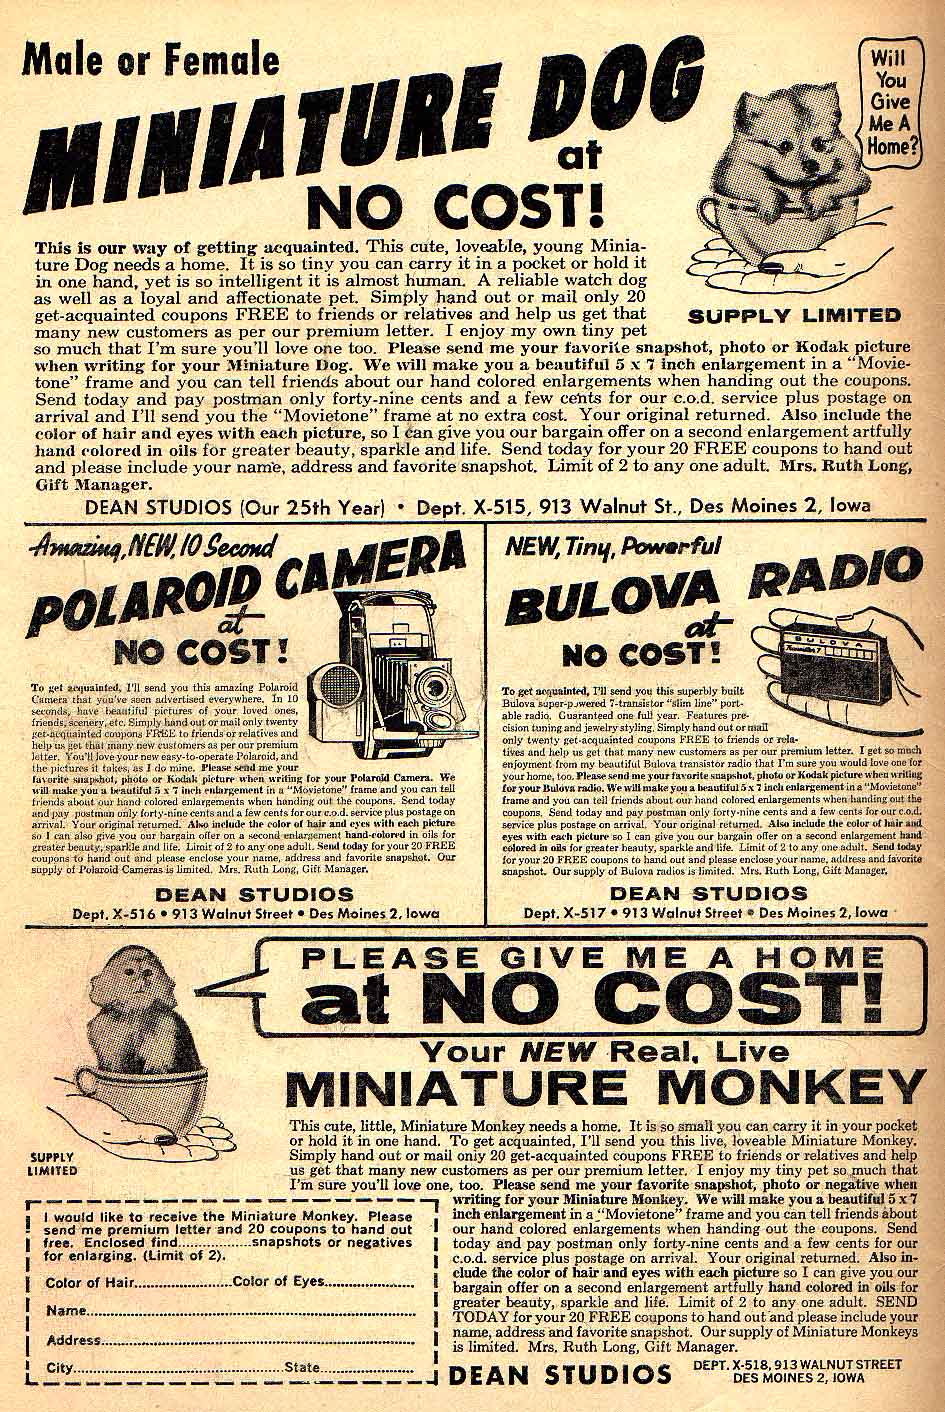 Male or Female
MINIATURE DOG
at
NO COST!
Will
You
Give
Me A
Home?
SUPPLY LIMITED
This is our way of getting acquainted. This cute, loveable, young Minia-
ture Dog needs a home. It is so tiny you can carry it in a pocket or hold it
in one hand, yet is so intelligent it is almost human. A reliable watch dog
as well as a loyal and affectionate pet. Simply hand out or mail only 20
get-acquainted coupons FREE to friends or relatives and help us get that
many new customers as per our premium letter. I enjoy my own tiny pet
so much that I'm sure you'll love one too. Please send me your favorite snapshot, photo or Kodak picture
when writing for your Miniature Dog. We will make you a beautiful 5 x 7 inch enlargement in a "Movie-
tone" frame and you can tell friends about our hand colored enlargements when handing out the coupons.
Send today and pay postman only forty-nine cents and a few cents for our c.o.d. service plus postage on
arrival and I'll send you the "Movietone" frame at no extra cost. Your original returned. Also include the
color of hair and eyes with each picture, so I can give you our bargain offer on a second enlargement artfully
hand colored in oils for greater beauty, sparkle and life. Send today for your 20 FREE coupons to hand out
and please include your name, address and favorite snapshot. Limit of 2 to any one adult. Mrs. Ruth Long,
Gift Manager.
DEAN STUDIOS (Our 25th Year) • Dept. X-515, 913 Walnut St., Des Moines 2, Iowa
Amazing, NEW, 10 Second
POLAROID CAMERA
at
NO COST!
To get acquainted, I'll send you this amazing Polaroid
Camera that you've seen advertised everywhere. In 10
seconds, have beautiful pictures of your loved ones,
friends, scenery, etc. Simply hand out or mail only twenty
get-acquainted coupons FREE to friends or relatives and
help us get that many new customers as per our premium
letter. You'll love your new easy-to-operate Polaroid, and
the pictures it takes, as I do mine. Please send me your
favorite snapshot, photo or Kodak picture when writing for your Polaroid Camera. We
will make you a beautiful 5 x 7 inch enlargement in a "Movietone" frame and you can tell
friends about our hand colored enlargements when handing out the coupons. Send today
and pay postman only forty-nine cents and a few cents for our c.o.d. service plus postage on
arrival. Your original returned. Also include the color of hair and eyes with each picture
so I can also give you our bargain offer on a second enlargement hand-colored in oils for
greater beauty, sparkle and life. Limit of 2 to any one adult. Send today for your 20 FREE
coupons to hand out and please enclose your name, address and favorite snapshot. Our
supply of Polaroid Cameras is limited. Mrs. Ruth Long, Gift Manager.
DEAN STUDIOS
Dept. X-516 • 913 Walnut Street • Des Moines 2, Iowa
NEW, Tiny, Powerful
BULOVA RADIO
at
NO COST!
BULOVA
To get acquainted, I'll send you this superbly built
Bulova super-powered 7-transistor "slim line" port-
able radio. Guaranteed one full year. Features pre-
cision tuning and jewelry styling. Simply hand out or mail
only twenty get-acquainted coupons FREE to friends or rela-
tives and help us get that many new customers as per our premium letter. I get so much
enjoyment from my beautiful Bulova transistor radio that I'm sure you would love one for
your home, too. Please send me your favorite snapshot, photo or Kodak picture when writing
for your Bulova radio. We will make you a beautiful 5 x 7 inch enlargement in a "Movietone"
frame and you can tell friends about our hand colored enlargements when handing out the
coupons. Send today and pay postman only forty-nine cents and a few cents for our c.o.d.
service plus postage on arrival. Your original returned. Also include the color of hair and
eyes with each picture so I can give you our bargain offer on a second enlargement hand
colored in oils for greater beauty, sparkle and life. Limit of 2 to any one adult. Send today
for your 20 FREE coupons to hand out and please enclose your name, address and favorite
snapshot. Our supply of Bulova radios is limited. Mrs. Ruth Long, Gift Manager,
DEAN STUDIOS
Dept. X-517 • 913 Walnut Street • Des Moines 2, Iowa
PLEASE GIVE ME A HOME
at NO COST!
Your NEW Real, Live
MINIATURE MONKEY
SUPPLY
LIMITED
This cute, little, Miniature Monkey needs a home. It is so small you can carry it in your pocket
or hold it in one hand. To get acquainted, I'll send you this live, loveable Miniature Monkey.
Simply hand out or mail only 20 get-acquainted coupons FREE to friends or relatives and help
us get that many new customers as per our premium letter. I enjoy my tiny pet so much that
I'm sure you'll love one, too. Please send me your favorite snapshot, photo or negative when
writing for your Miniature Monkey. We will make you a beautiful 5 x 7
inch enlargement in a "Movietone" frame and you can tell friends about
our hand colored enlargements when handing out the coupons. Send
today and pay postman only forty-nine cents and a few cents for our
c.o.d. service plus postage on arrival. Your original returned. Also in-
clude the color of hair and eyes with each picture so I can give you our
bargain offer on a second enlargement artfully hand colored in oils for
greater beauty, sparkle and life. Limit of 2 to any one adult. SEND
TODAY for your 20 FREE coupons to hand out and please include your
name, address and favorite snapshot. Our supply of Miniature Monkeys
is limited. Mrs. Ruth Long, Gift Manager.
DEAN STUDIOS
DEPT. X-518, 913 WALNUT STREET
DES MOINES 2, IOWA
I would like to receive the Miniature Monkey. Please
send me premium letter and 20 coupons to hand out
free. Enclosed find..................snapshots or negatives
for enlarging. (Limit of 2).
Color of Hair....................Color of Eyes..................
Name..................
Address..................
City..................State..................